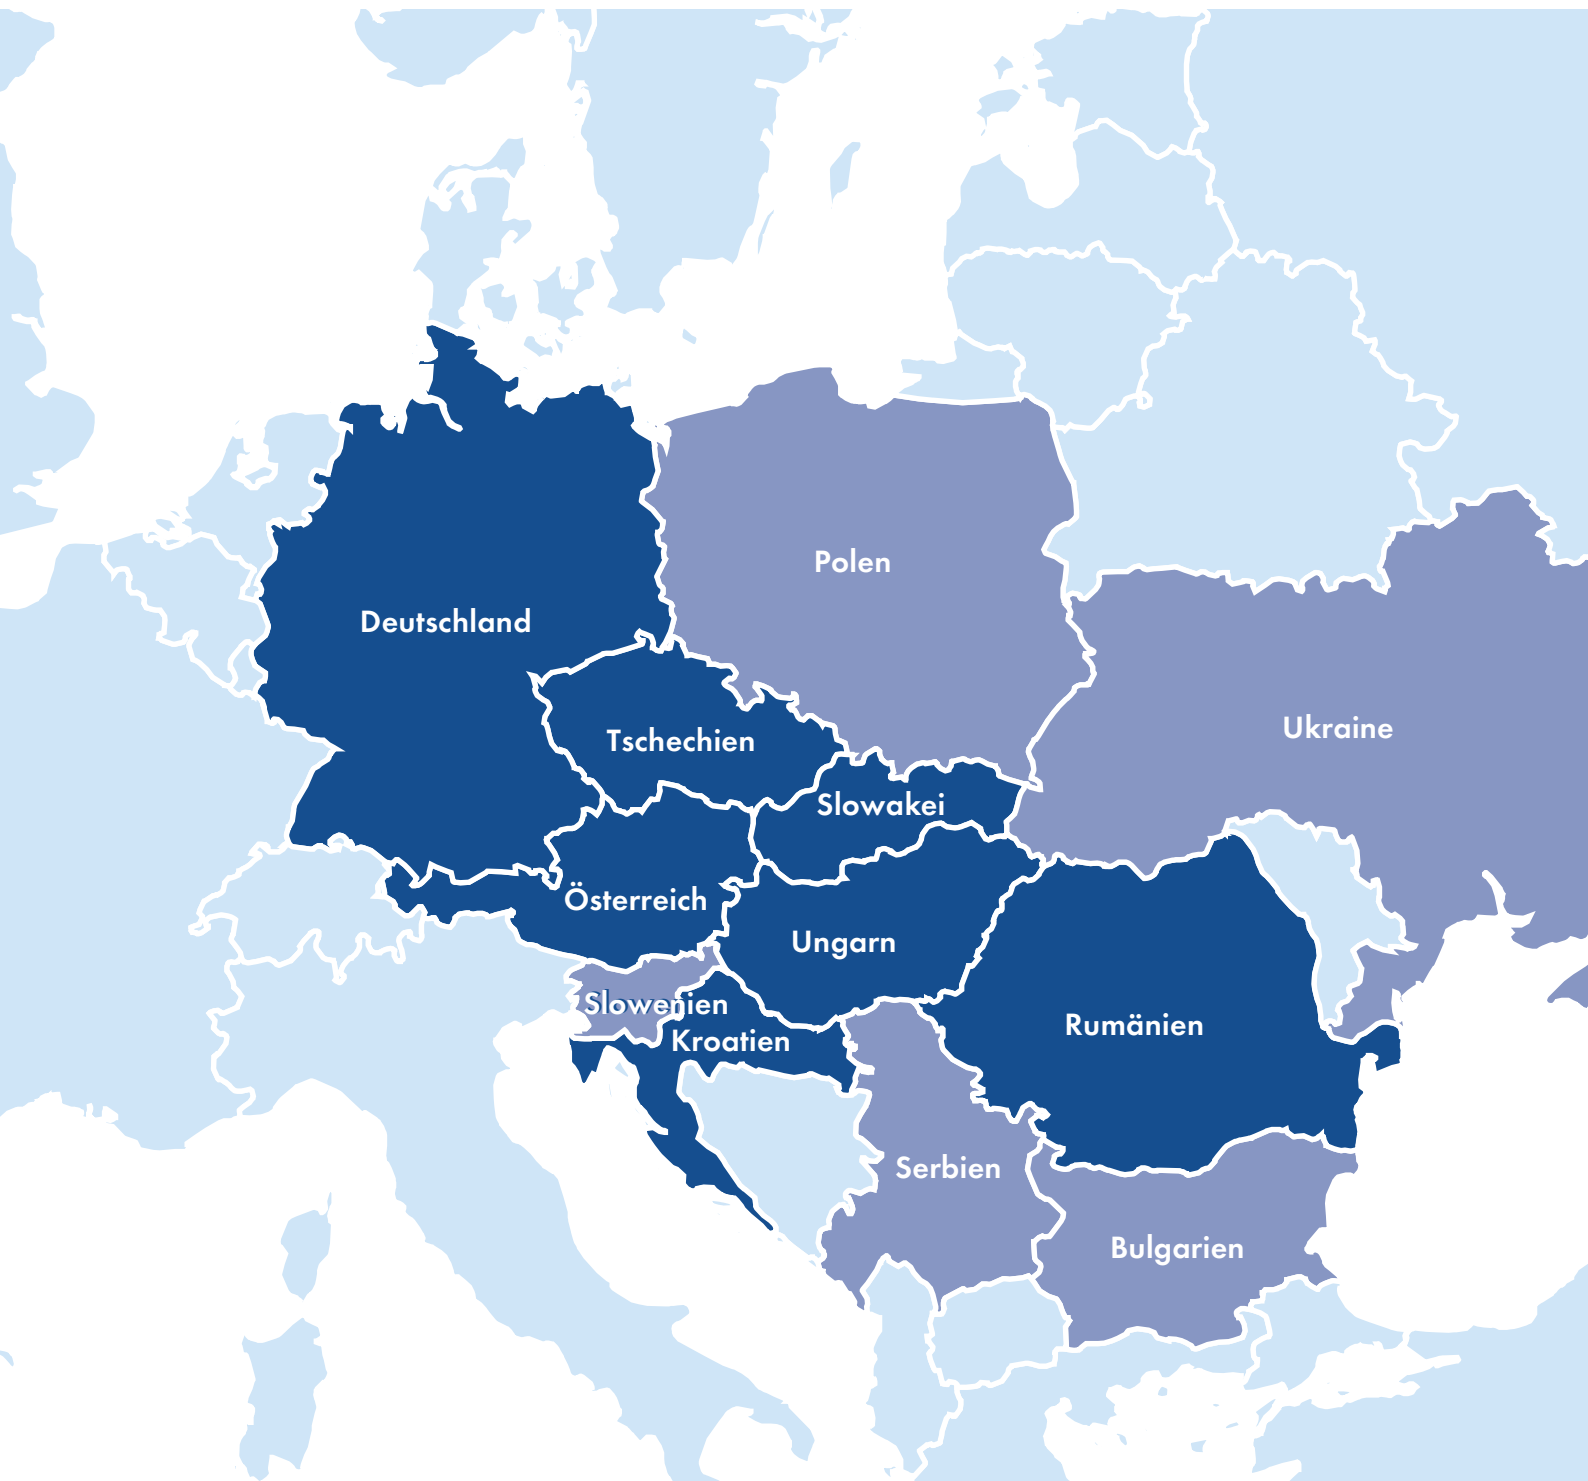 Polen
Deutschland
Ukraine
Tschechien
Slowakei
Österreich
Ungarn
Slowenien
Rumänien
Kroatien
Serbien
Bulgarien